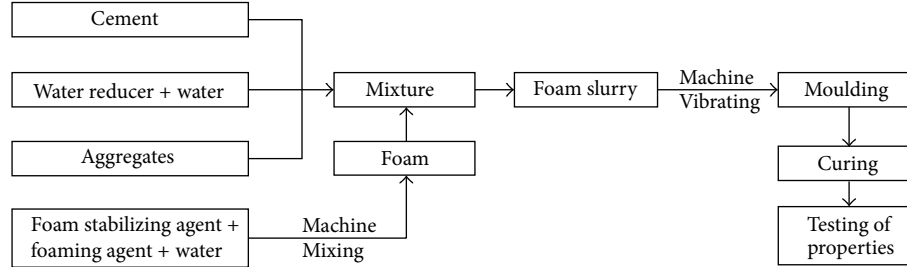 Cement
Water reducer + water
Mixture
Foam slurry
Machine
Vibrating
Moulding
Aggregates
Foam
Curing
Foam stabilizing agent +
foaming agent + water
Machine
Mixing
Testing of
properties